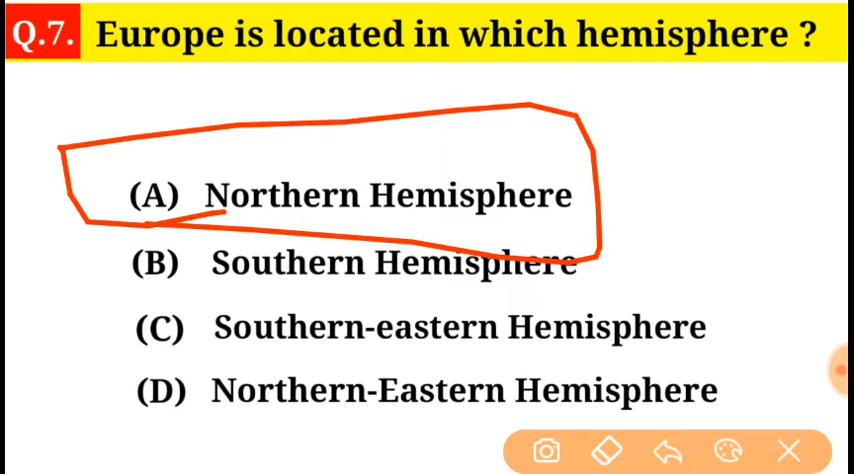 Q.7. Europe is located in which hemisphere ?
(A) Northern Hemisphere
(B) Southern Hemisphere
(C) Southern-eastern Hemisphere
(D) Northern-Eastern Hemisphere